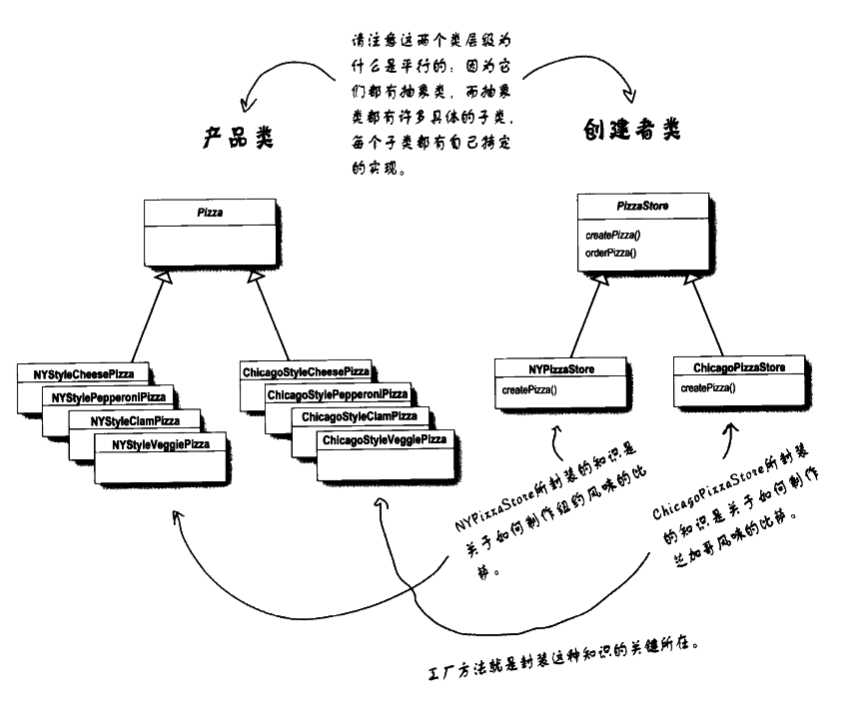 请注意这两个类层级为
什么是平行的：因为它
们都有抽象类，而抽象
类都有许多具体的子类，
每个子类都有自己特定
的实现。
产品类
创建者类
Pizza
PizzaStore
createPizza()
orderPizza()
NYStyleCheesePizza
NYStylePepperoniPizza
NYStyleClamPizza
NYStyleVeggiePizza
ChicagoStyleCheesePizza
ChicagoStylePepperoniPizza
ChicagoStyleClamPizza
ChicagoStyleVeggiePizza
NYPizzaStore
createPizza()
ChicagoPizzaStore
createPizza()
NYPizzaStore所封装的知识是
关于如何制作纽约风味的比
萨。
ChicagoPizzaStore所封装
的知识是关于如何制作
芝加哥风味的比萨。
工厂方法就是封装这种知识的关键所在。